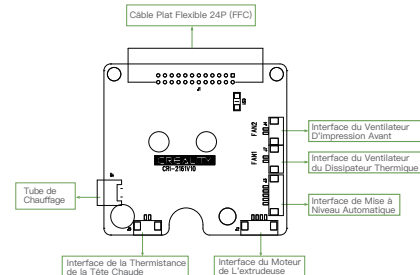 Câble Plat Flexible 24P (FFC)
FAN2
FAN1
CREALITY
CRI-2161V10
Interface du Ventilateur
D'impression Avant
Interface du Ventilateur
du Dissipateur Thermique
Tube de
Chauffage
Interface de Mise à
Niveau Automatique
Interface de la Thermistance
de la Tête Chaude
Interface du Moteur
de L'extrudeuse